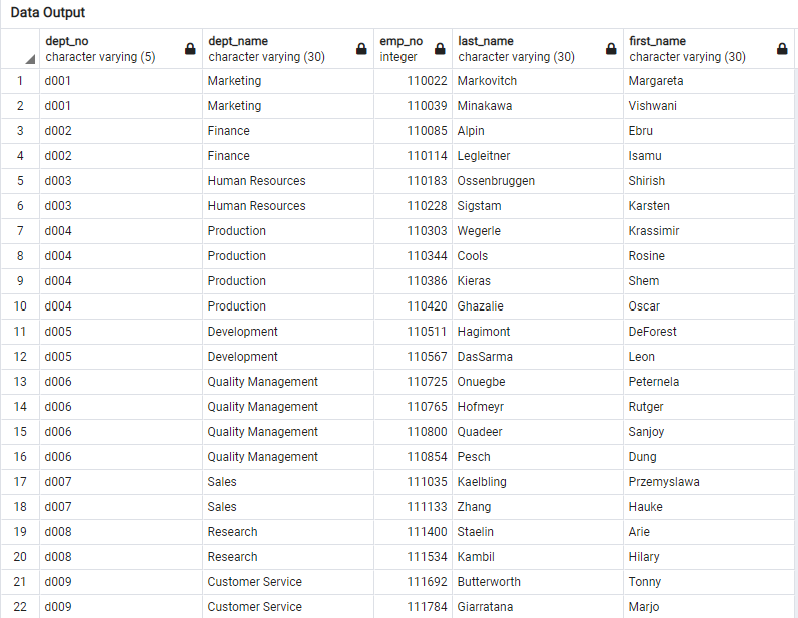 Data Output
dept_no dept_name emp_no last_name first_name
character varying (5) character varying (30) integer character varying (30) character varying (30)
1 d001 Marketing 110022 Markovitch Margareta
2 d001 Marketing 110039 Minakawa Vishwani
3 d002 Finance 110085 Alpin Ebru
4 d002 Finance 110114 Legleitner Isamu
5 d003 Human Resources 110183 Ossenbruggen Shirish
6 d003 Human Resources 110228 Sigstam Karsten
7 d004 Production 110303 Wegerle Krassimir
8 d004 Production 110344 Cools Rosine
9 d004 Production 110386 Kieras Shem
10 d004 Production 110420 Ghazalie Oscar
11 d005 Development 110511 Hagimont DeForest
12 d005 Development 110567 DasSarma Leon
13 d006 Quality Management 110725 Onuegbe Peternela
14 d006 Quality Management 110765 Hofmeyr Rutger
15 d006 Quality Management 110800 Quadeer Sanjoy
16 d006 Quality Management 110854 Pesch Dung
17 d007 Sales 111035 Kaelbling Przemyslawa
18 d007 Sales 111133 Zhang Hauke
19 d008 Research 111400 Staelin Arie
20 d008 Research 111534 Kambil Hilary
21 d009 Customer Service 111692 Butterworth Tonny
22 d009 Customer Service 111784 Giarratana Marjo